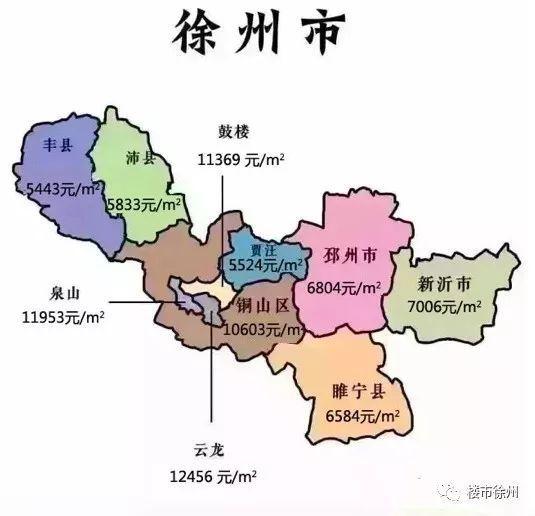 徐州市
鼓楼
11369 元/m²
丰县
5443元/m²
沛县
5833元/m²
贾汪
5524元/m²
邳州市
6804元/m²
新沂市
7006元/m²
泉山
11953元/m²
铜山区
10603元/m
睢宁县
6584元/m²
云龙
12456 元/m²
楼市徐州